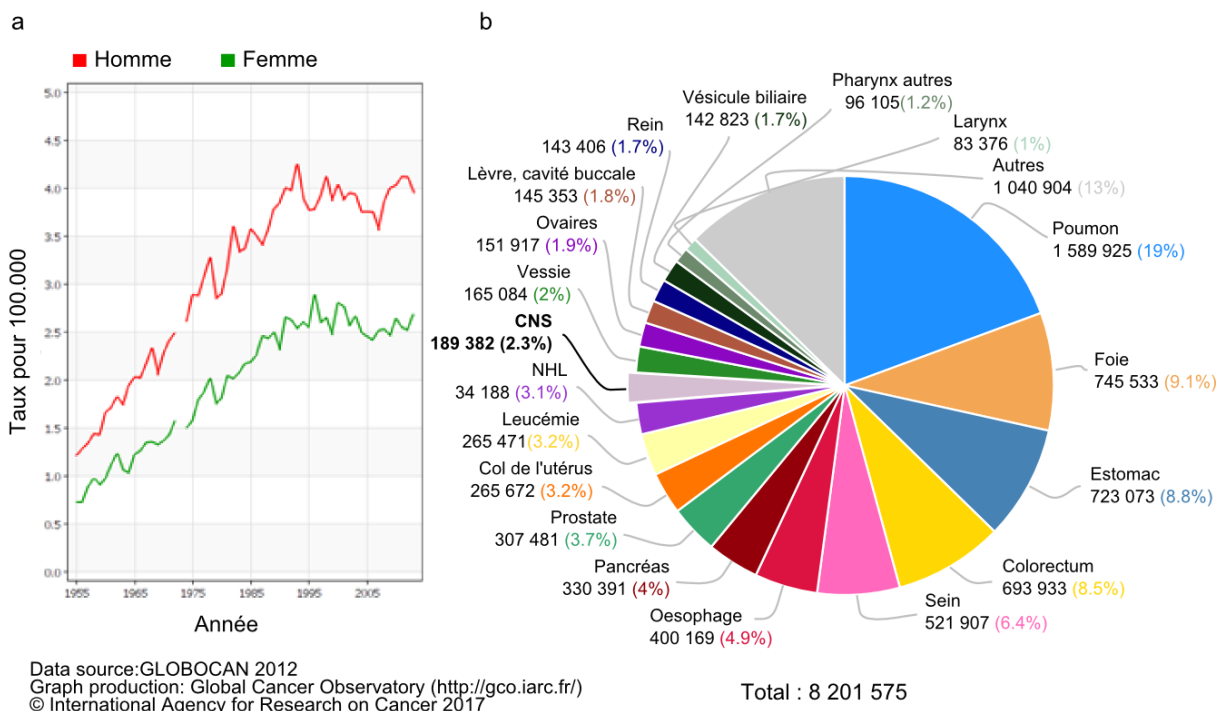 a
Homme
Femme
Taux pour 100.000
5.0
4.5
4.0
3.5
3.0
2.5
2.0
1.5
1.0
0.5
0.0
1955
1965
1975
1985
1995
2005
Année
b
Pharynx autres
96 105(1.2%)
Vésicule biliaire
142 823 (1.7%)
Larynx
83 376 (1%)
Rein
143 406 (1.7%)
Autres
1 040 904 (13%)
Lèvre, cavité buccale
145 353 (1.8%)
Poumon
1 589 925 (19%)
Ovaires
151 917 (1.9%)
Vessie
165 084 (2%)
CNS
189 382 (2.3%)
Foie
745 533 (9.1%)
NHL
34 188 (3.1%)
Leucémie
265 471(3.2%)
Col de l'utérus
265 672 (3.2%)
Estomac
723 073 (8.8%)
Prostate
307 481 (3.7%)
Pancréas
330 391 (4%)
Colorectum
693 933 (8.5%)
Sein
521 907 (6.4%)
Oesophage
400 169 (4.9%)
Data source:GLOBOCAN 2012
Graph production: Global Cancer Observatory (http://gco.iarc.fr/)
© International Agency for Research on Cancer 2017
Total : 8 201 575